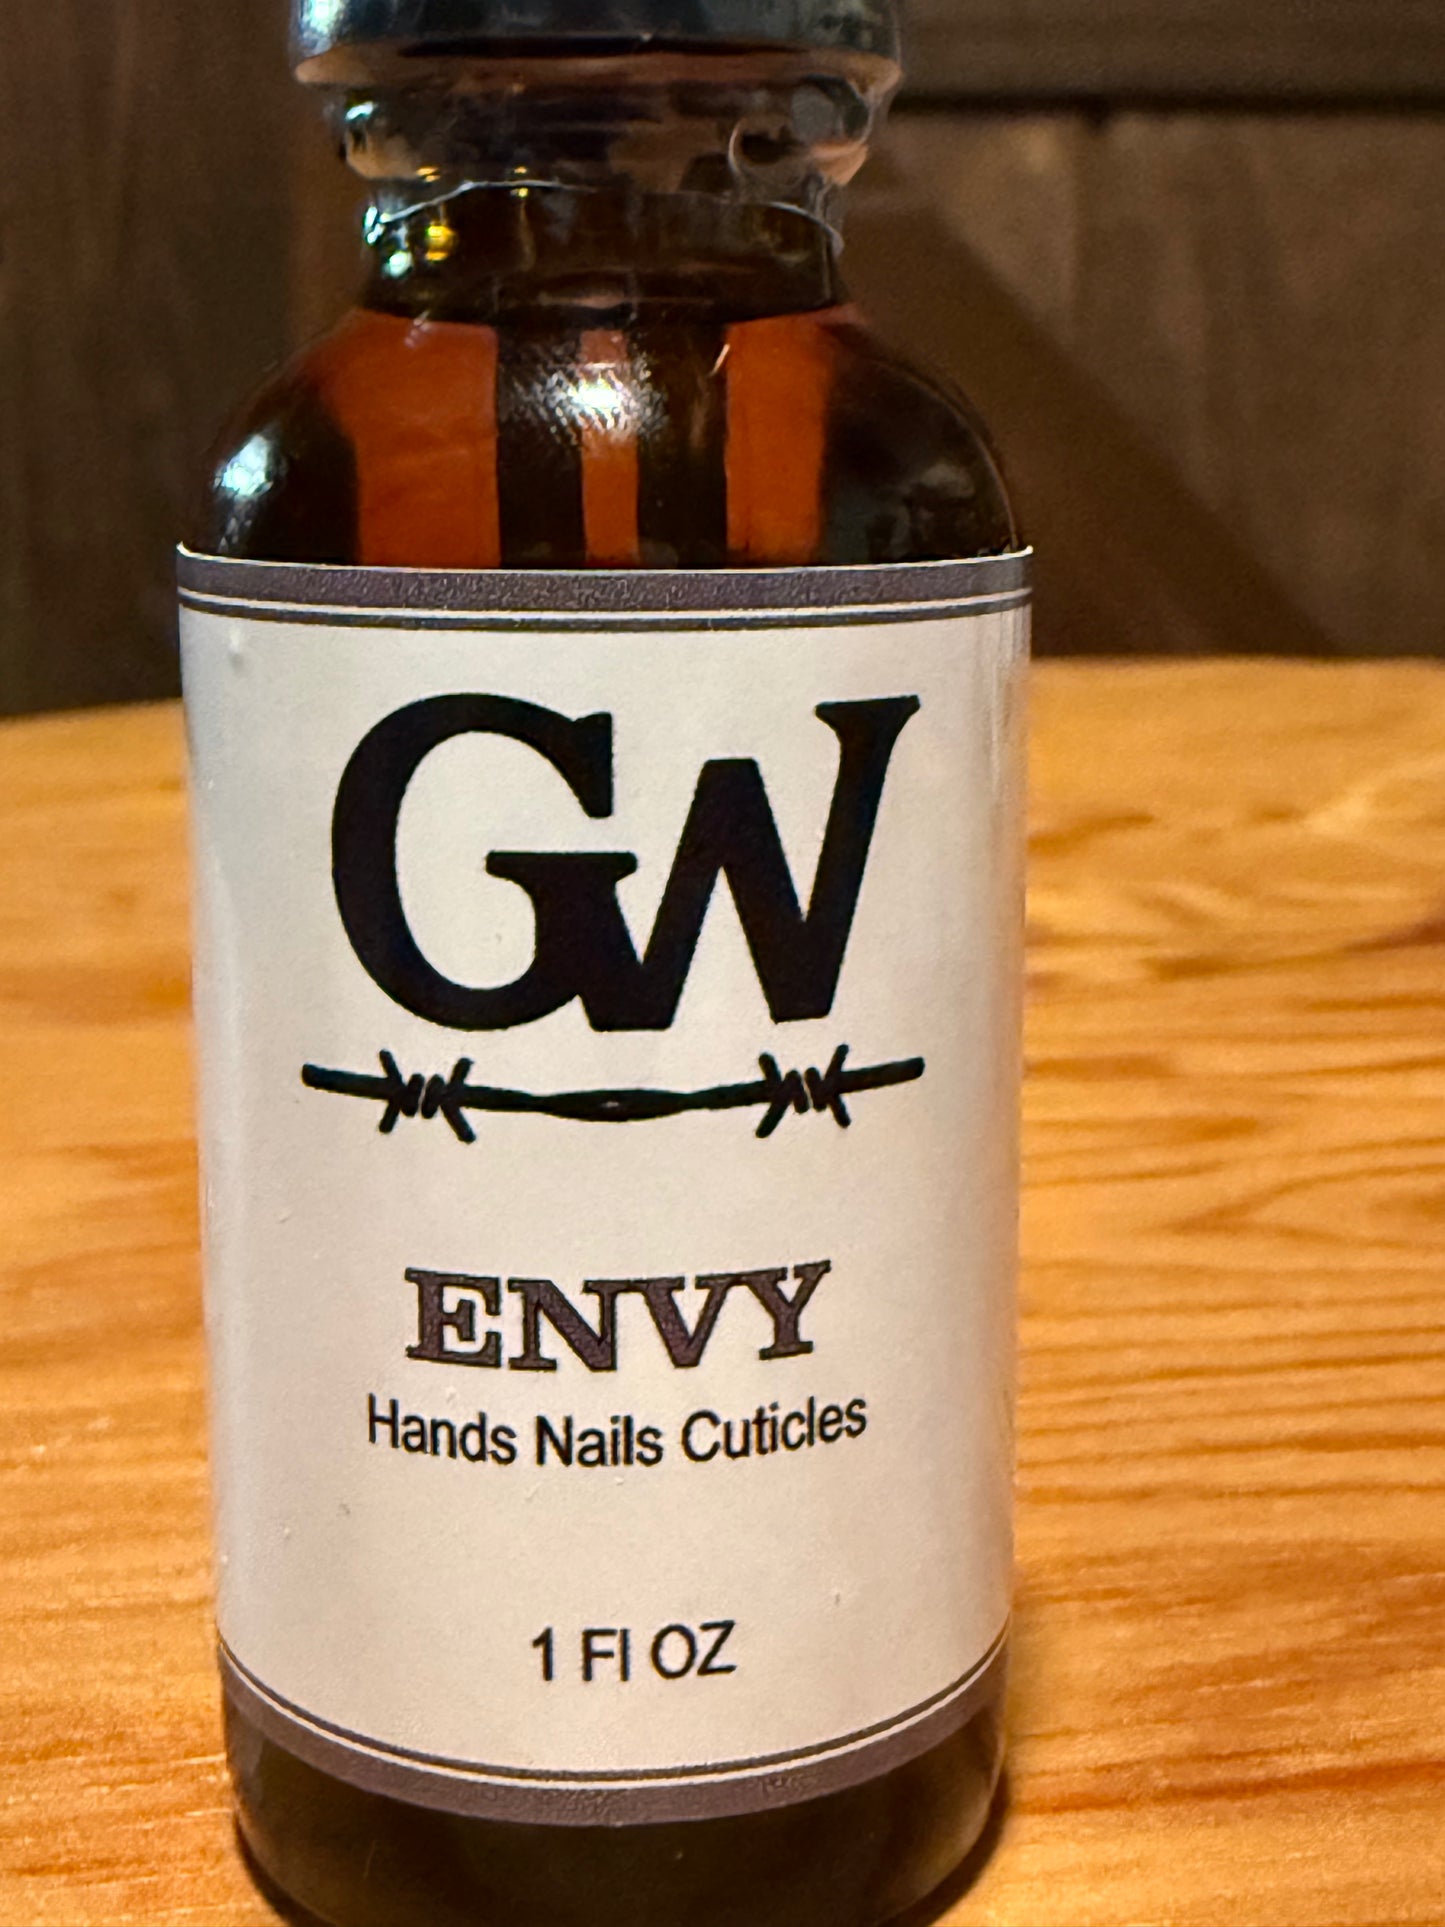 GW
ENVY
Hands Nails Cuticles
1 Fl OZ